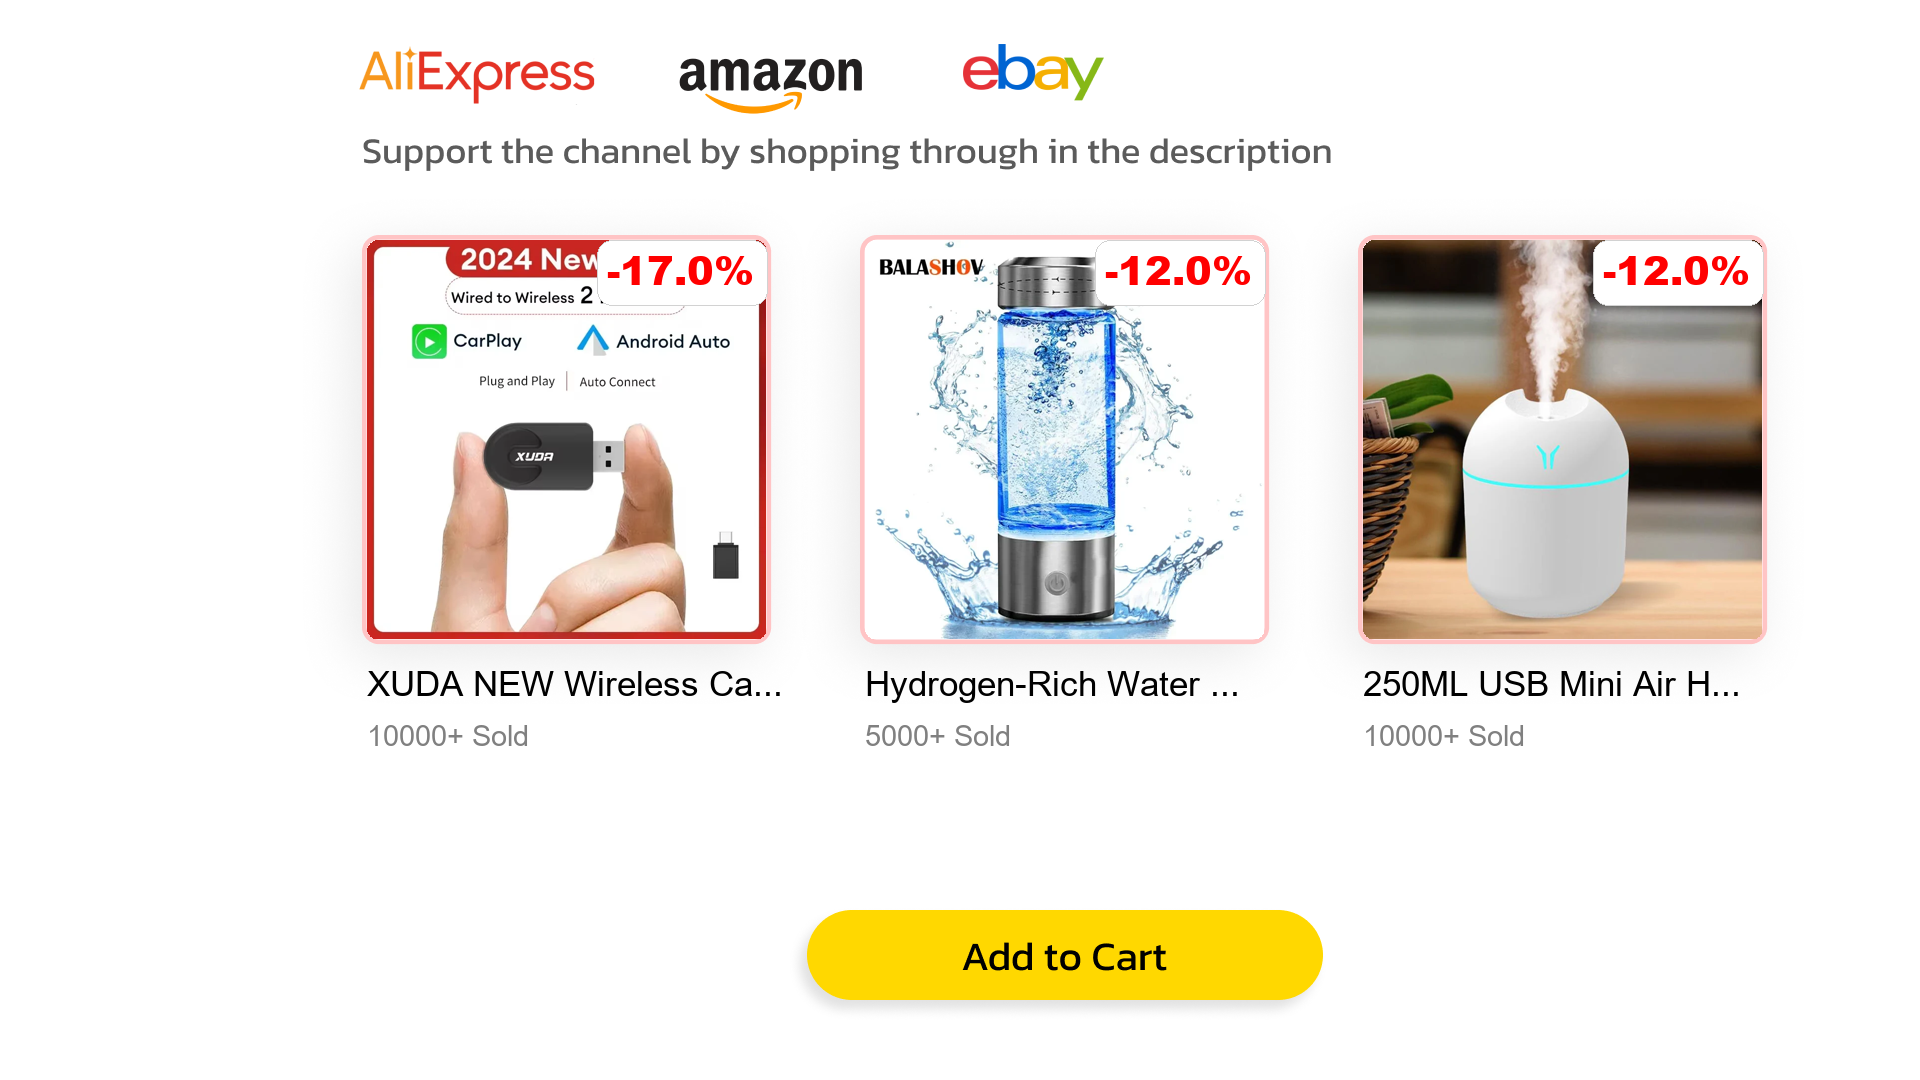 AliExpress
amazon
ebay
Support the channel by shopping through in the description
2024 New
-17.0%
Wired to Wireless 2
CarPlay
Android Auto
Plug and Play
Auto Connect
XUDA
BALASHOV
-12.0%
-12.0%
XUDA NEW Wireless Ca...
Hydrogen-Rich Water ...
250ML USB Mini Air H...
10000+ Sold
5000+ Sold
10000+ Sold
Add to Cart